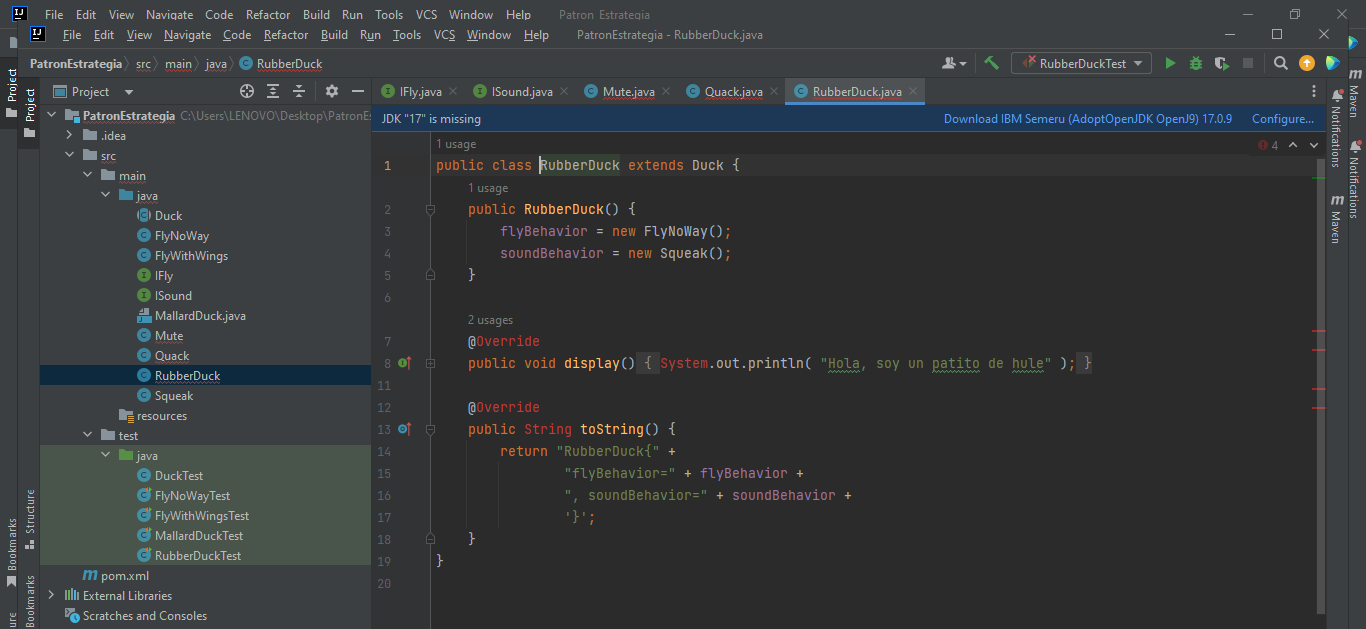 File Edit View Navigate Code Refactor Build Run Tools VCS Window Help Patron Estrategia
File Edit View Navigate Code Refactor Build Run Tools VCS Window Help PatronEstrategia - RubberDuck.java
PatronEstrategia src main java RubberDuck RubberDuckTest
Project
IFly.java ISound.java Mute.java Quack.java RubberDuck.java
PatronEstrategia C:\Users\LENOVO\Desktop\PatronEs
.idea
src
main
java
Duck
FlyNoWay
FlyWithWings
IFly
ISound
MallardDuck.java
Mute
Quack
RubberDuck
Squeak
resources
test
java
DuckTest
FlyNoWayTest
FlyWithWingsTest
MallardDuckTest
RubberDuckTest
pom.xml
External Libraries
Scratches and Consoles
JDK "17" is missing
Download IBM Semeru (AdoptOpenJDK OpenJ9) 17.0.9 Configure...
1 usage
4
1 public class RubberDuck extends Duck {
1 usage
2 public RubberDuck() {
3 flyBehavior = new FlyNoWay();
4 soundBehavior = new Squeak();
5 }
6
2 usages
7 @Override
8 public void display() { System.out.println( "Hola, soy un patito de hule" ); }
11
12 @Override
13 public String toString() {
14 return "RubberDuck{" +
15 "flyBehavior=" + flyBehavior +
16 ", soundBehavior=" + soundBehavior +
17 '}';
18 }
19 }
20
Project
Project
Structure
Bookmarks
Bookmarks
Maven
Notifications
Notifications
Maven